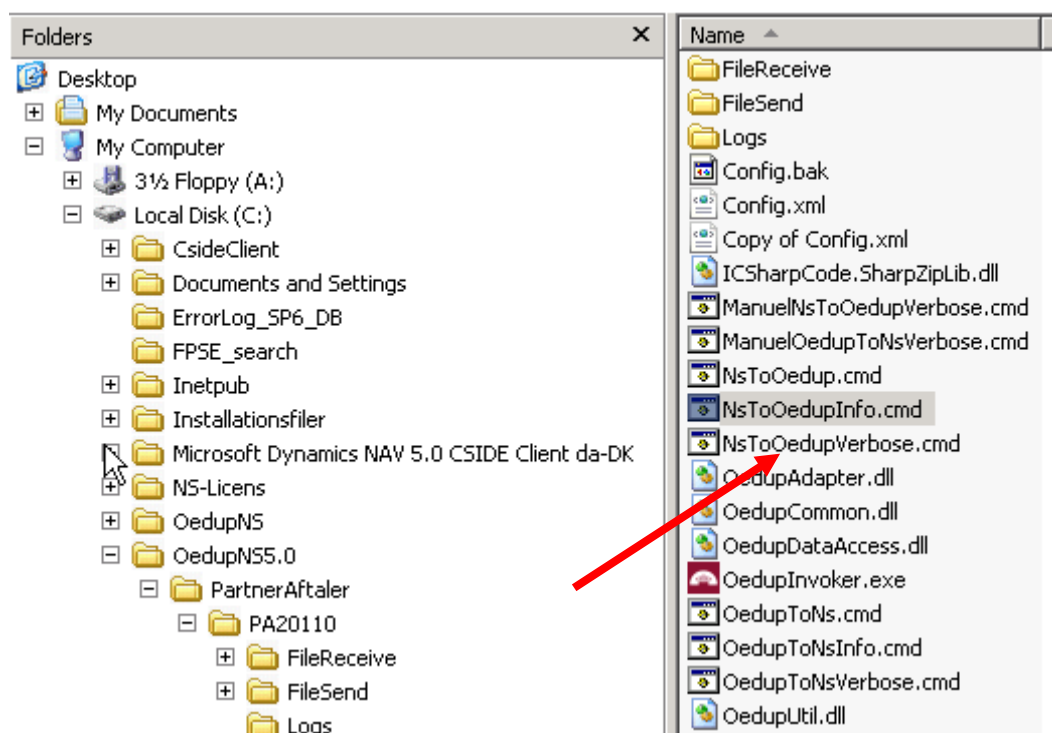 Folders
Desktop
My Documents
My Computer
3½ Floppy (A:)
Local Disk (C:)
CsideClient
Documents and Settings
ErrorLog_SP6_DB
FPSE_search
Inetpub
Installationsfiler
Microsoft Dynamics NAV 5.0 CSIDE Client da-DK
NS-Licens
OedupNS
OedupNS5.0
PartnerAftaler
PA20110
FileReceive
FileSend
Logs
Name
FileReceive
FileSend
Logs
Config.bak
Config.xml
Copy of Config.xml
ICSharpCode.SharpZipLib.dll
ManuelNsToOedupVerbose.cmd
ManuelOedupToNsVerbose.cmd
NsToOedup.cmd
NsToOedupInfo.cmd
NsToOedupVerbose.cmd
OedupAdapter.dll
OedupCommon.dll
OedupDataAccess.dll
OedupInvoker.exe
OedupToNs.cmd
OedupToNsInfo.cmd
OedupToNsVerbose.cmd
OedupUtil.dll